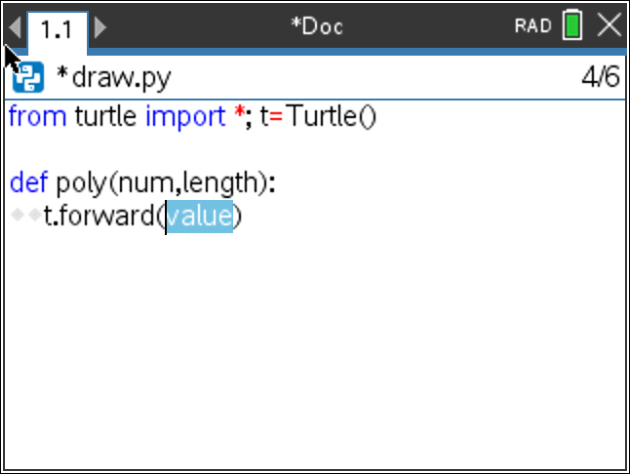 1.1
*Doc
RAD
*draw.py
4/6
from turtle import *; t=Turtle()
def poly(num,length):
t.forward(value)